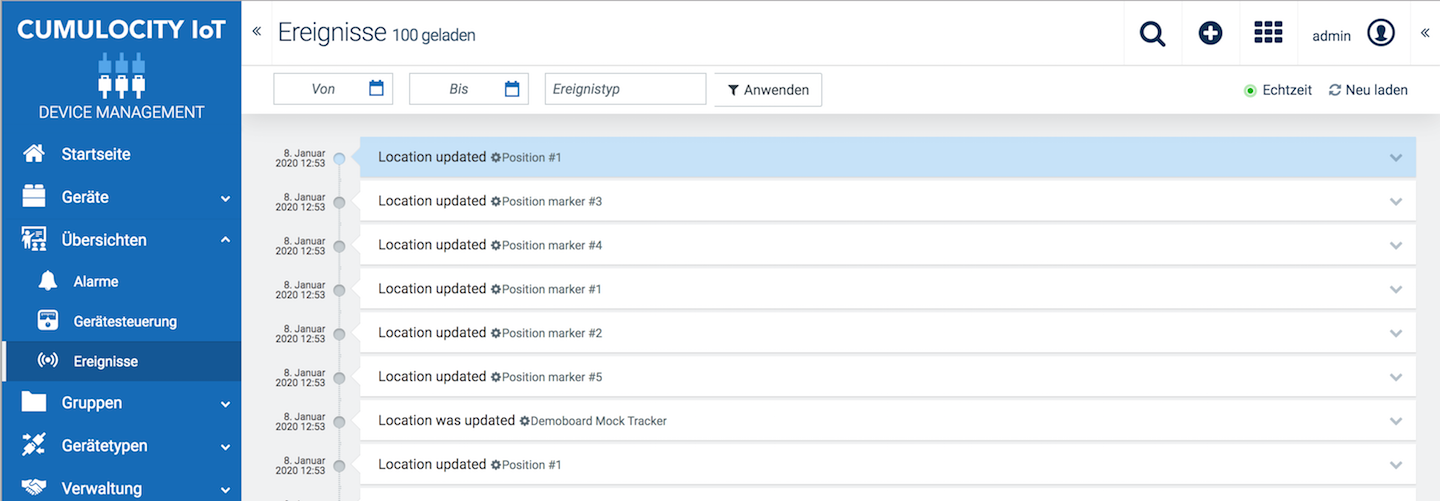 CUMULOCITY IoT
DEVICE MANAGEMENT
Startseite
Geräte
Übersichten
Alarme
Gerätesteuerung
Ereignisse
Gruppen
Gerätetypen
Verwaltung
Ereignisse 100 geladen
admin
Von
Bis
Ereignistyp
Anwenden
Echtzeit
Neu laden
8. Januar
2020 12:53
Location updated Position #1
8. Januar
2020 12:53
Location updated Position marker #3
8. Januar
2020 12:53
Location updated Position marker #4
8. Januar
2020 12:53
Location updated Position marker #1
8. Januar
2020 12:53
Location updated Position marker #2
8. Januar
2020 12:53
Location updated Position marker #5
8. Januar
2020 12:53
Location was updated Demoboard Mock Tracker
8. Januar
2020 12:53
Location updated Position #1